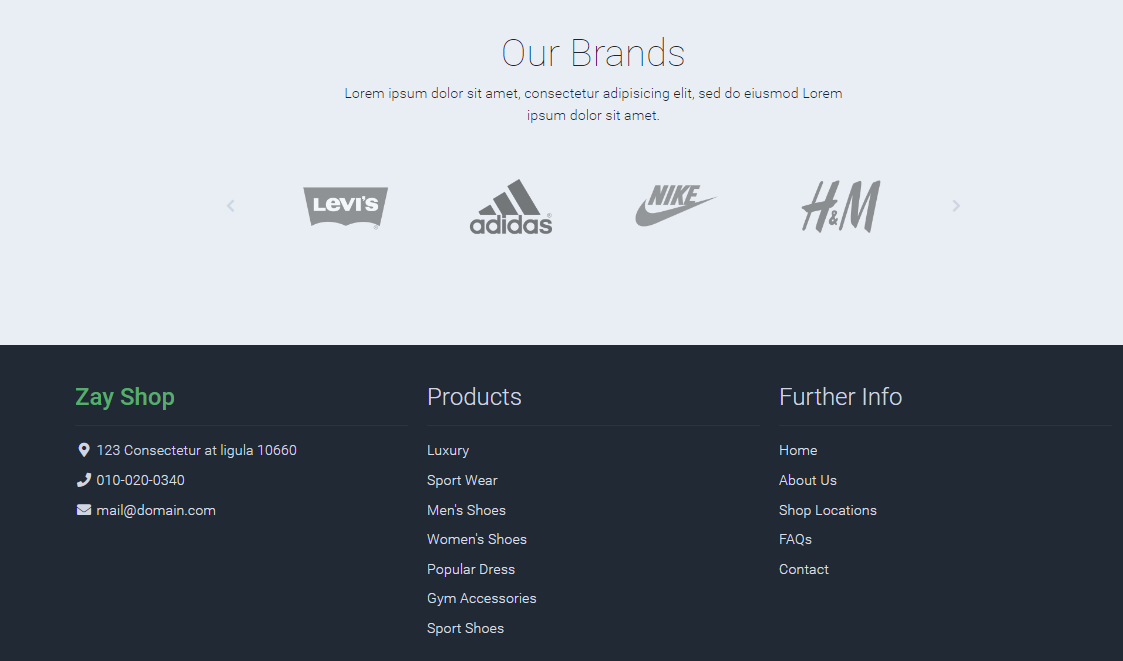 Our Brands
Lorem ipsum dolor sit amet, consectetur adipisicing elit, sed do eiusmod Lorem
ipsum dolor sit amet.
Levi's
adidas
NIKE
H&M
Zay Shop
123 Consectetur at ligula 10660
010-020-0340
mail@domain.com
Products
Luxury
Sport Wear
Men's Shoes
Women's Shoes
Popular Dress
Gym Accessories
Sport Shoes
Further Info
Home
About Us
Shop Locations
FAQs
Contact